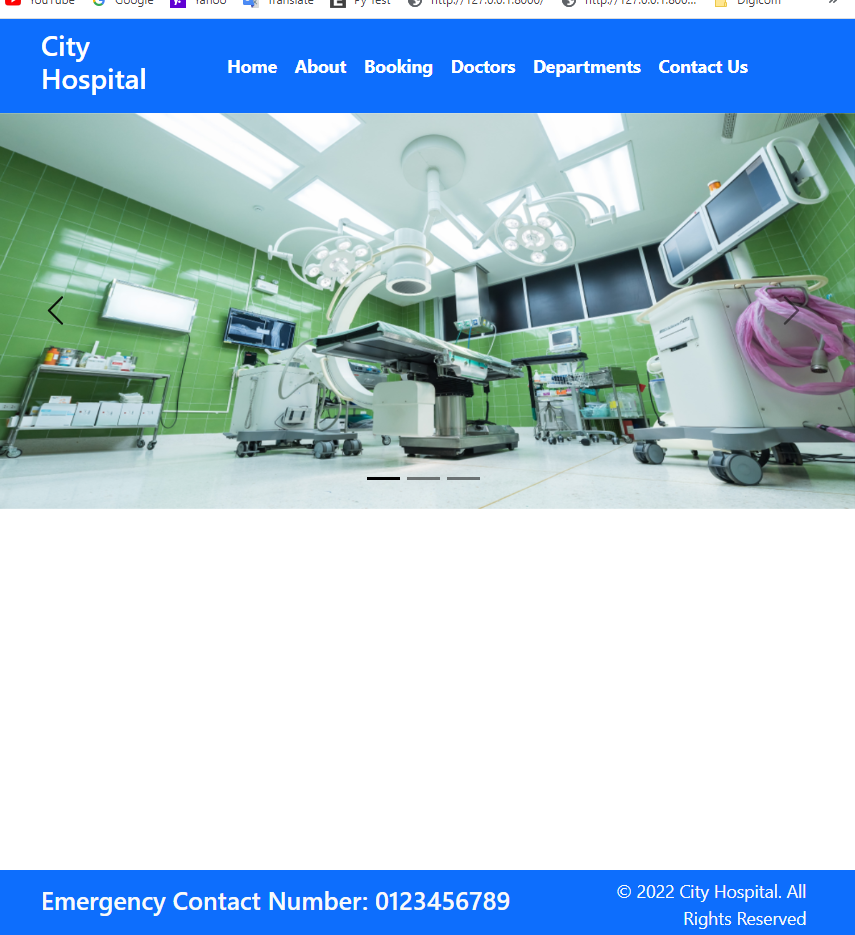 YouTube Google Yahoo Translate Py Test http://127.0.0.1:8000/ http://127.0.0.1:800... Digicom »
City
Hospital
Home About Booking Doctors Departments Contact Us
Emergency Contact Number: 0123456789
© 2022 City Hospital. All
Rights Reserved